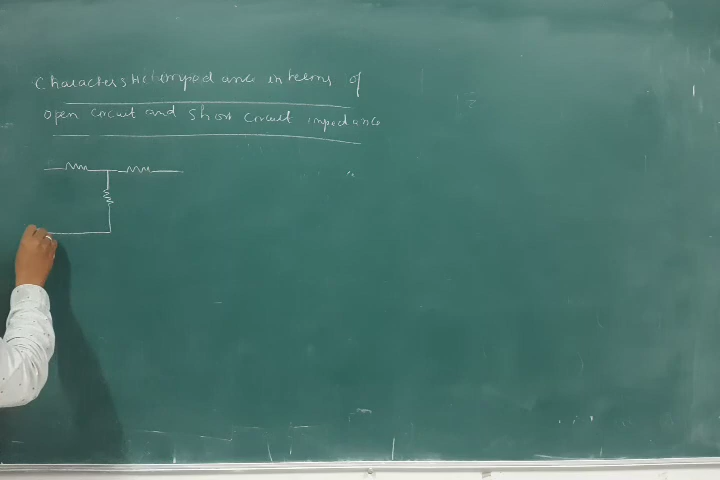 Characteristic impedance in terms of
open circuit and short circuit impedance